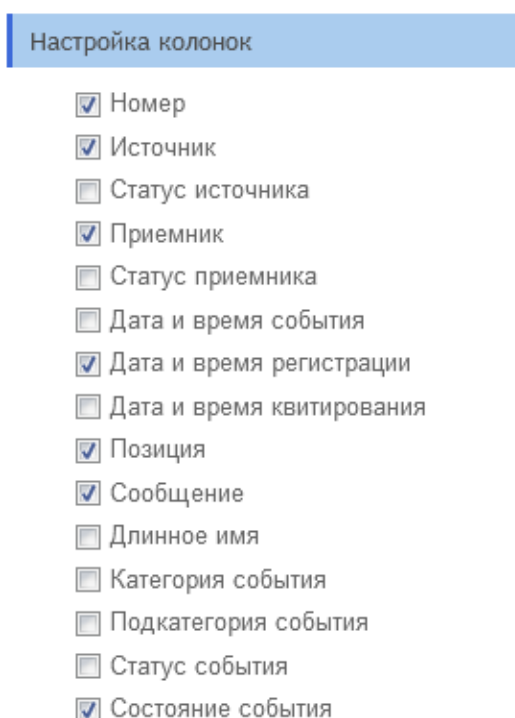 Настройка колонок
Номер
Источник
Статус источника
Приемник
Статус приемника
Дата и время события
Дата и время регистрации
Дата и время квитирования
Позиция
Сообщение
Длинное имя
Категория события
Подкатегория события
Статус события
Состояние события